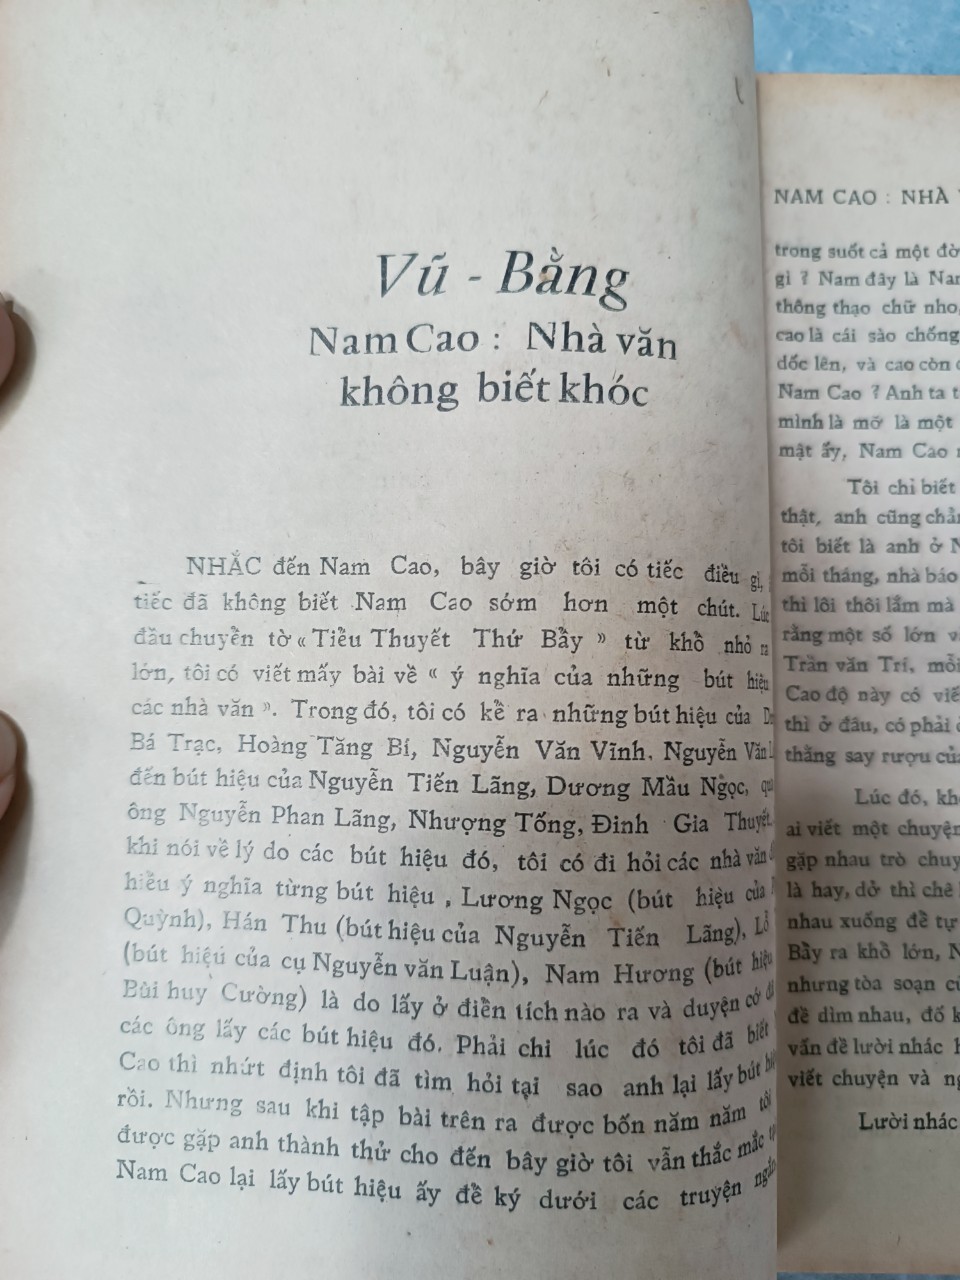 Vũ - Bằng
Nam Cao : Nhà văn
không biết khóc
NHẮC đến Nam Cao, bây giờ tôi có tiếc điều gì,
tiếc đã không biết Nam Cao sớm hơn một chút. Lúc
đầu chuyển tờ « Tiểu Thuyết Thứ Bẩy » từ khổ nhỏ ra
lớn, tôi có viết mấy bài về « ý nghĩa của những bút hiệu
các nhà văn ». Trong đó, tôi có kể ra những bút hiệu của
Bá Trạc, Hoàng Tăng Bí, Nguyễn Văn Vĩnh. Nguyễn Văn
đến bút hiệu của Nguyễn Tiến Lãng, Dương Mầu Ngọc,
ông Nguyễn Phan Lãng, Nhượng Tống, Đinh Gia Thuyết.
khi nói về lý do các bút hiệu đó, tôi có đi hỏi các nhà văn
hiểu ý nghĩa từng bút hiệu , Lương Ngọc (bút hiệu của
Quỳnh), Hán Thu (bút hiệu của Nguyễn Tiến Lãng), Lỗ
(bút hiệu của cụ Nguyễn văn Luận), Nam Hương (bút hiệu
Bùi huy Cường) là do lấy ở điển tích nào ra và duyện cớ
các ông lấy các bút hiệu đó. Phải chi lúc đó tôi đã biết
Cao thì nhứt định tôi đã tìm hỏi tại sao anh lại lấy bút
rồi. Nhưng sau khi tập bài trên ra được bốn năm năm tôi
được gặp anh thành thử cho đến bây giờ tôi vẫn thắc mắc
Nam Cao lại lấy bút hiệu ấy để ký dưới các truyện ngắn
NAM CAO : NHÀ
trong suốt cả một
gì ? Nam đây là
thông thạo chữ nho,
cao là cái sào chống
dốc lên, và cao còn
Nam Cao ? Anh ta
mình là mớ là một
mật ấy, Nam Cao
Tôi chỉ biết
thật, anh cũng
tôi biết là anh ở
mỗi tháng, nhà báo
thì lôi thôi lắm mà
rằng một số lớn
Trần văn Trí, mỗi
Cao độ này có
thì ở đâu, có phải
thằng say rượu
Lúc đó,
ai viết một chuyện
gặp nhau trò
là hay, dở thì chê
nhau xuống để tự
Bẩy ra khổ lớn,
nhưng tòa soạn
để dìm nhau, đố
vấn đề lười nhác
viết chuyện và
Lười nhác